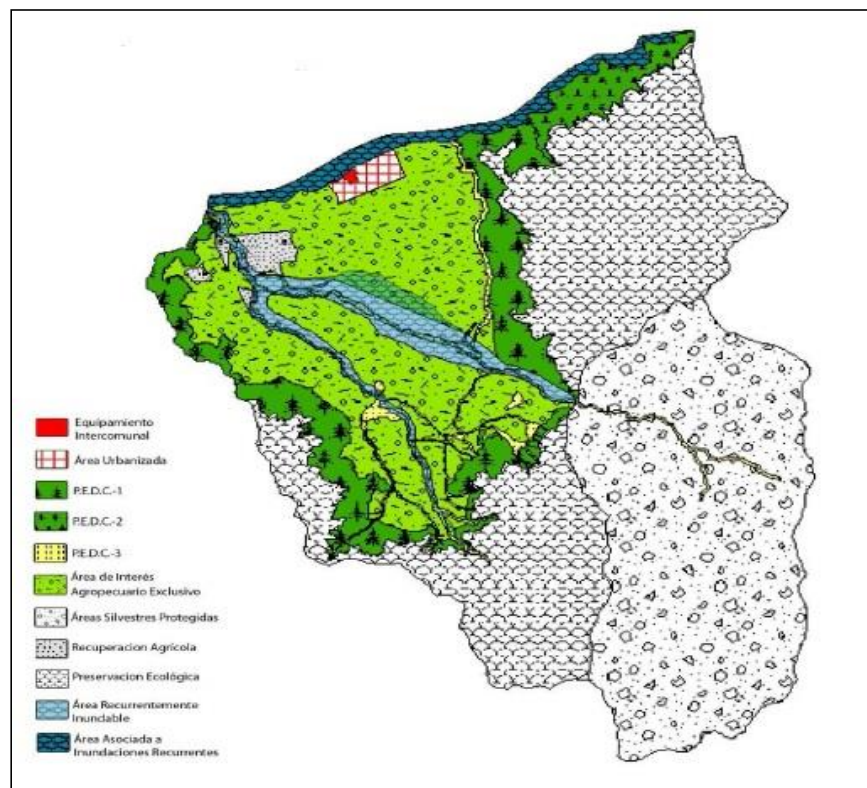 Equipamiento
Intercomunal
Área Urbanizada
P.E.D.C.-1
P.E.D.C.-2
P.E.D.C.-3
Área de Interés
Agropecuario Exclusivo
Áreas Silvestres Protegidas
Recuperacion Agrícola
Preservacion Ecológica
Área Recurrentemente
Inundable
Área Asociada a
Inundaciones Recurrentes